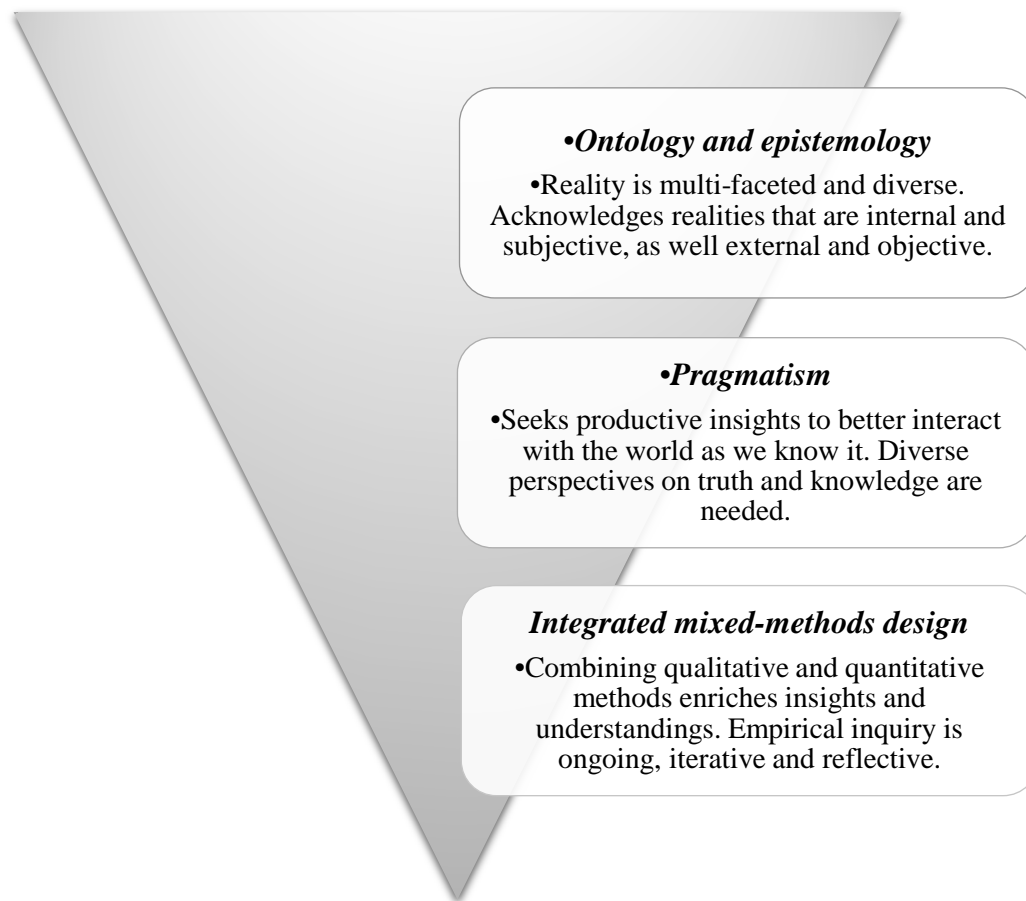 •Ontology and epistemology
•Reality is multi-faceted and diverse.
Acknowledges realities that are internal and
subjective, as well external and objective.
•Pragmatism
•Seeks productive insights to better interact
with the world as we know it. Diverse
perspectives on truth and knowledge are
needed.
Integrated mixed-methods design
•Combining qualitative and quantitative
methods enriches insights and
understandings. Empirical inquiry is
ongoing, iterative and reflective.